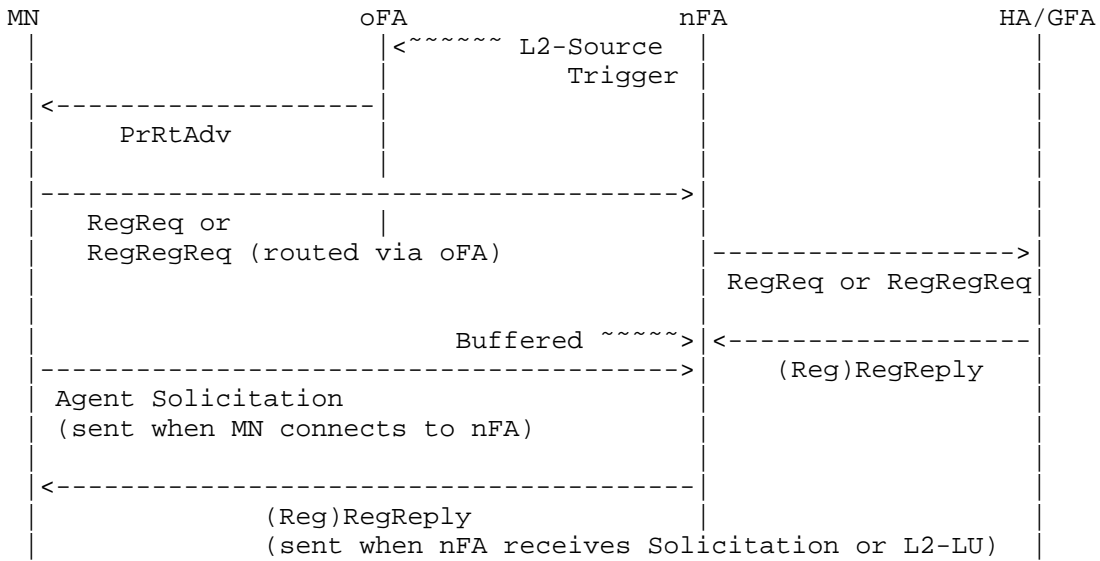 MN oFA nFA HA/GFA
<~~~~~~ L2-Source
Trigger
<---------------------
PrRtAdv
---------------------------------------->
RegReq or
RegRegReq (routed via oFA)
------------------->
RegReq or RegRegReq
Buffered ~~~~~> <-------------------
----------------------------------------> (Reg)RegReply
Agent Solicitation
(sent when MN connects to nFA)
<----------------------------------------
(Reg)RegReply
(sent when nFA receives Solicitation or L2-LU)